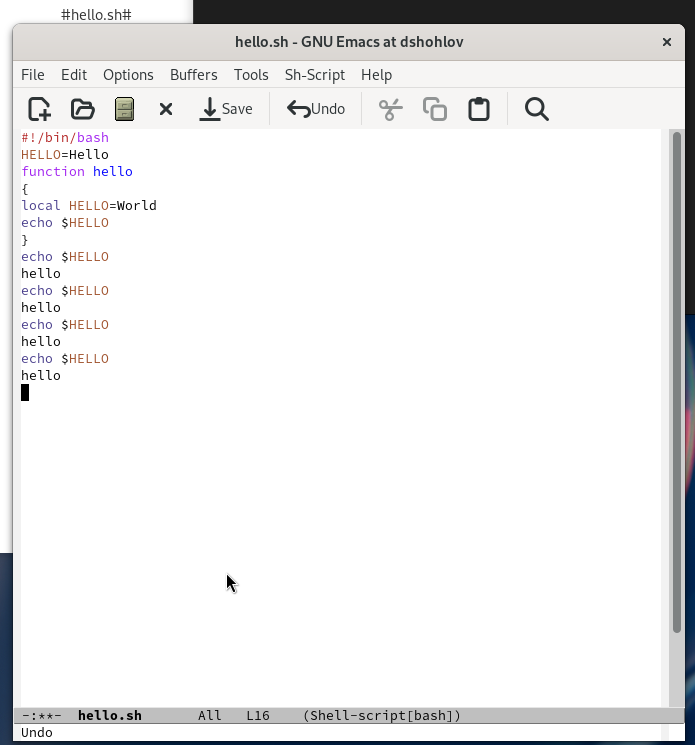 #hello.sh#
hello.sh - GNU Emacs at dshohlov
File Edit Options Buffers Tools Sh-Script Help
Save Undo
#!/bin/bash
HELLO=Hello
function hello
{
local HELLO=World
echo $HELLO
}
echo $HELLO
hello
echo $HELLO
hello
echo $HELLO
hello
echo $HELLO
hello
-:**- hello.sh All L16 (Shell-script[bash])
Undo